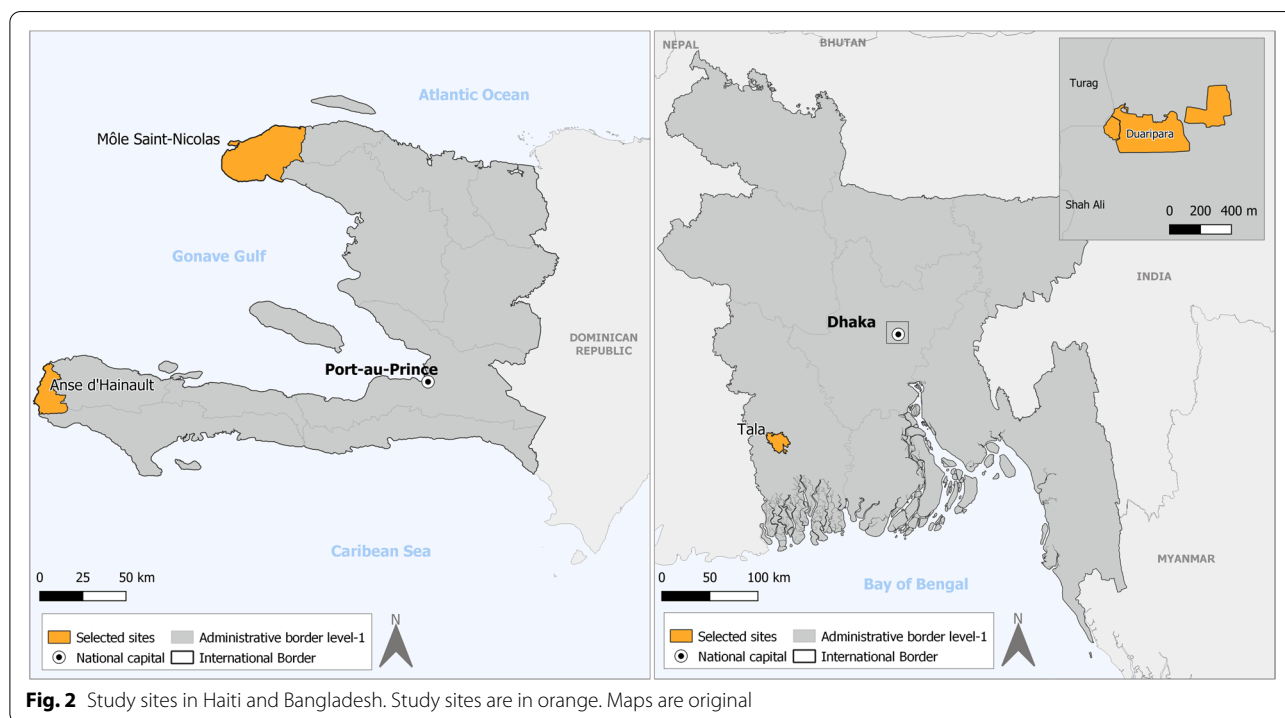 Atlantic Ocean
Môle Saint-Nicolas
Gonave Gulf
DOMINICAN
REPUBLIC
Port-au-Prince
Anse d'Hainault
Caribean Sea
0 25 50 km
N
Selected sites Administrative border level-1
National capital International Border
NEPAL
BHUTAN
Turag
Duaripara
Shah Ali
0 200 400 m
INDIA
Dhaka
Tala
MYANMAR
Bay of Bengal
0 50 100 km
N
Selected sites Administrative border level-1
National capital International Border
Fig. 2 Study sites in Haiti and Bangladesh. Study sites are in orange. Maps are original